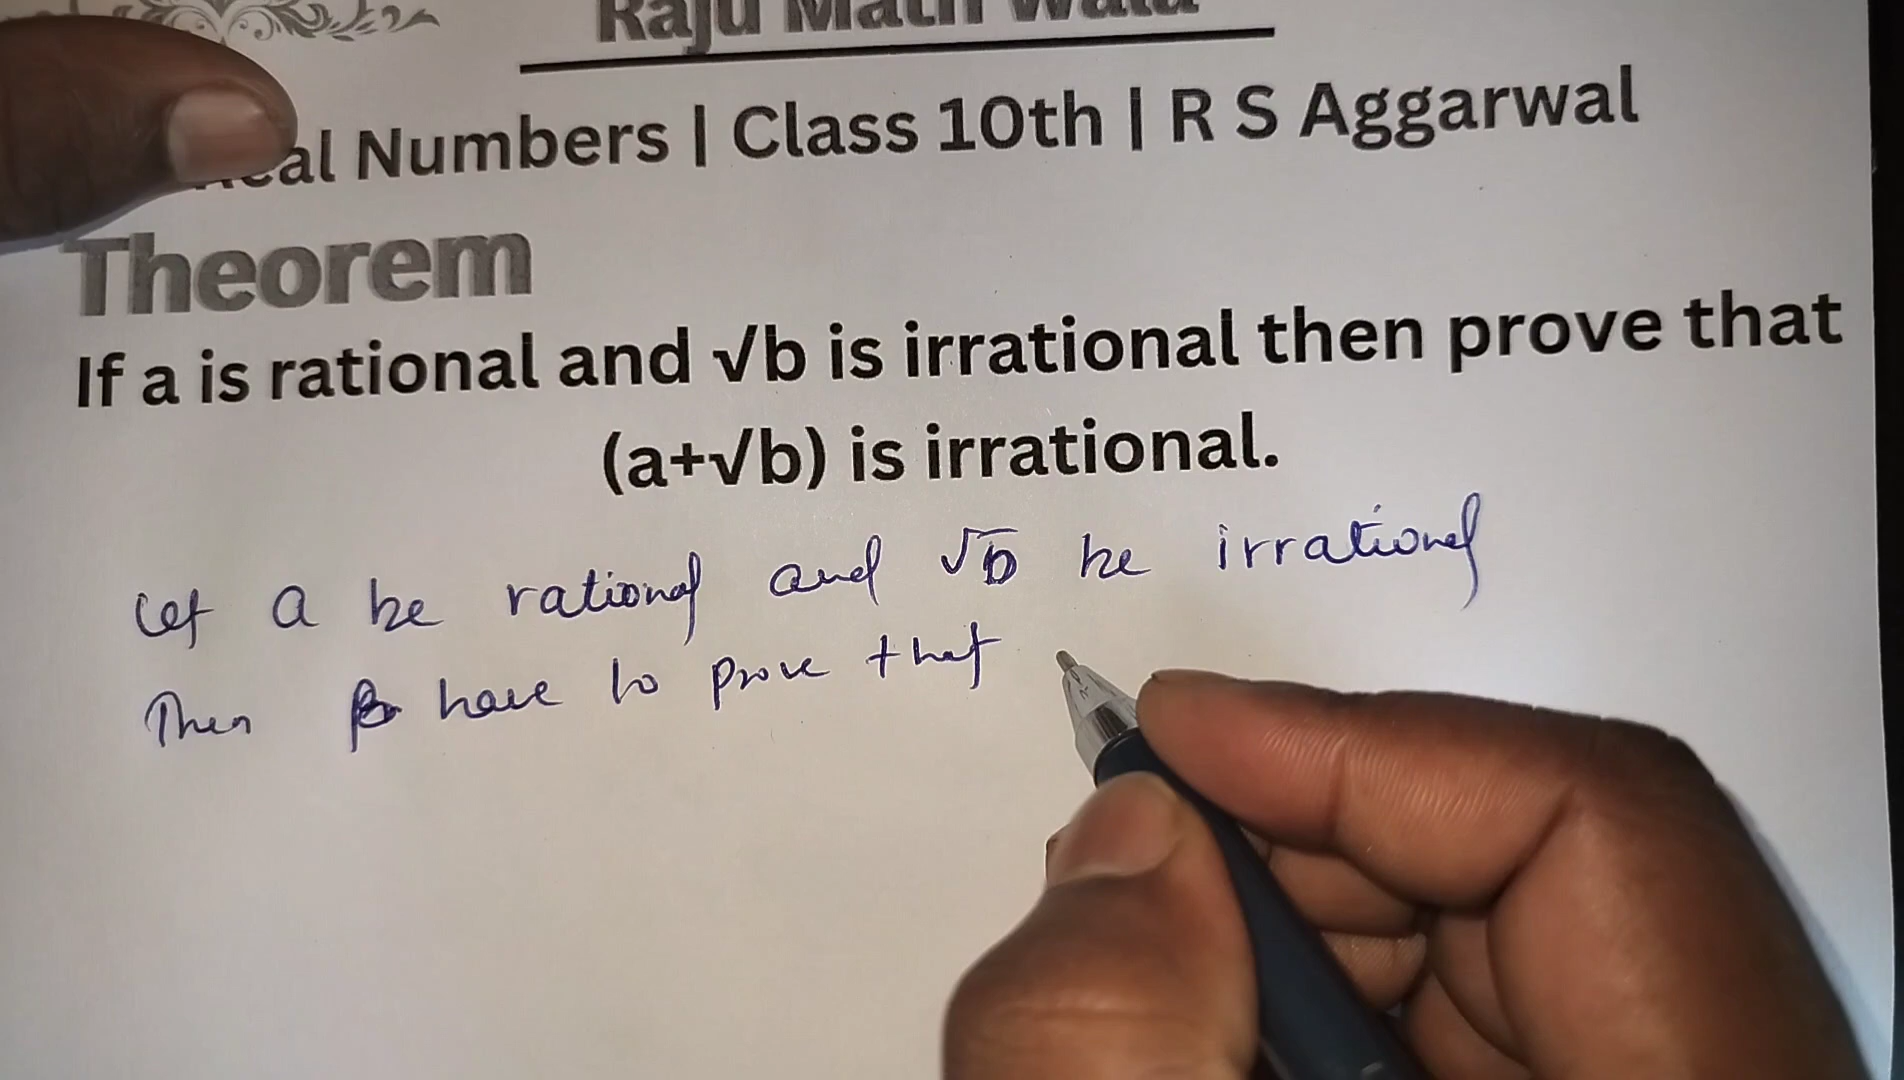 Raju Math Wala
Real Numbers | Class 10th | R S Aggarwal
Theorem
If a is rational and √b is irrational then prove that
(a+√b) is irrational.
Let a be rational and √b be irrational
Then have to prove that